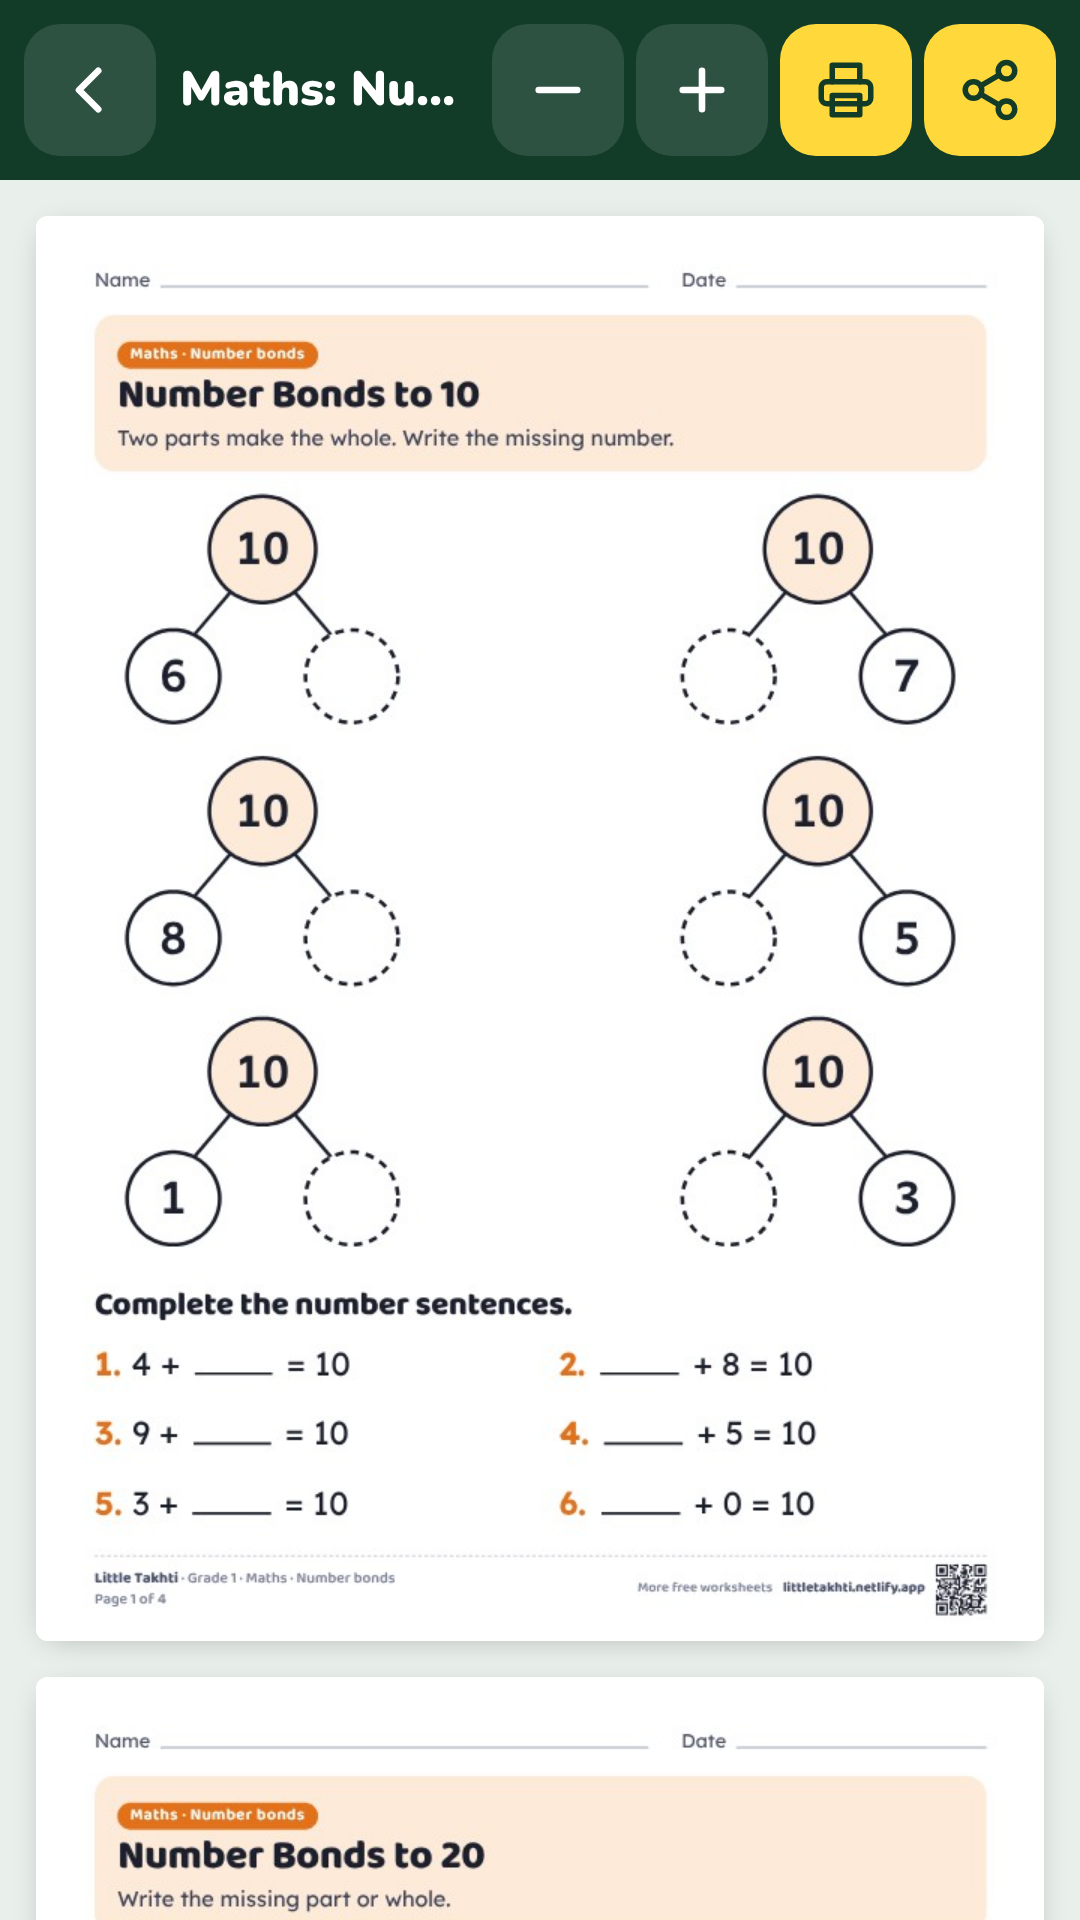 Maths: Nu...
Name Date
Maths · Number bonds
Number Bonds to 10
Two parts make the whole. Write the missing number.
10 10
6 7
10 10
8 5
10 10
1 3
Complete the number sentences.
1. 4 + ____ = 10 2. ____ + 8 = 10
3. 9 + ____ = 10 4. ____ + 5 = 10
5. 3 + ____ = 10 6. ____ + 0 = 10
Little Takhti · Grade 1 · Maths · Number bonds
Page 1 of 4
More free worksheets littletakhti.netlify.app
Name Date
Maths · Number bonds
Number Bonds to 20
Write the missing part or whole.